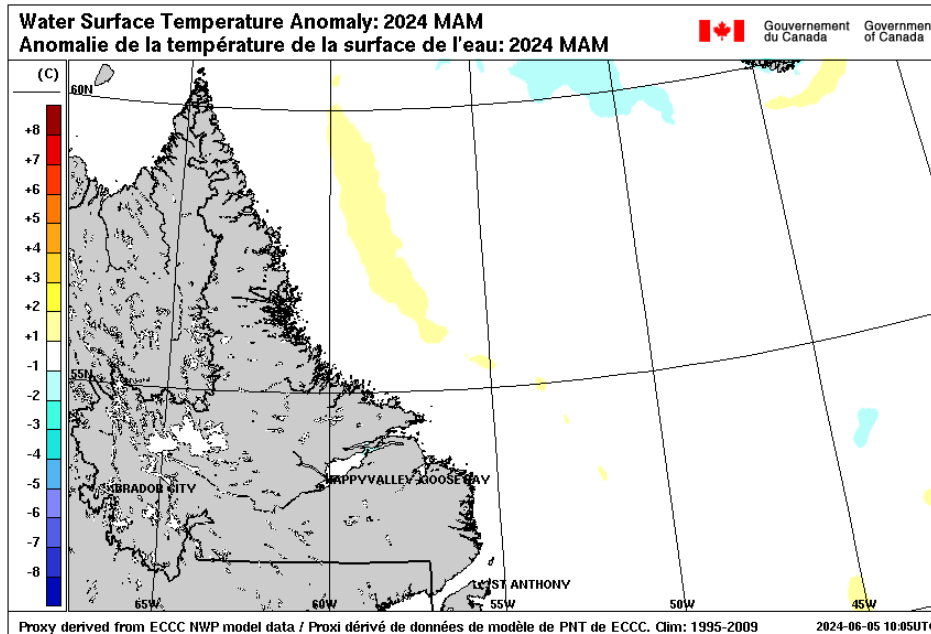 Water Surface Temperature Anomaly: 2024 MAM
Anomalie de la température de la surface de l'eau: 2024 MAM
Gouvernement du Canada
Government of Canada
(C)
+8
+7
+6
+5
+4
+3
+2
+1
-1
-2
-3
-4
-5
-6
-7
-8
60N
55N
BRADOR CITY
HAPPYVALLEY-GOOSEBAY
ST ANTHONY
65W
60W
55W
50W
45W
Proxy derived from ECCC NWP model data / Proxi dérivé de données de modèle de PNT de ECCC. Clim: 1995-2009
2024-06-05 10:05UTC